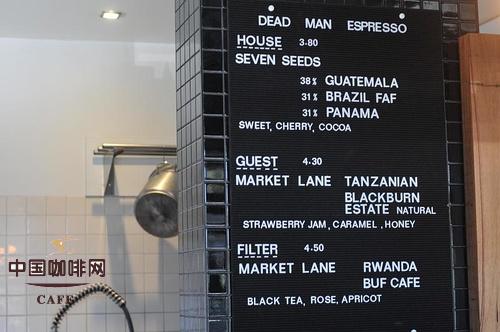 DEAD MAN ESPRESSO
HOUSE 3·80
SEVEN SEEDS
38% GUATEMALA
31% BRAZIL FAF
31% PANAMA
SWEET, CHERRY, COCOA
GUEST 4·30
MARKET LANE TANZANIAN
BLACKBURN
ESTATE NATURAL
STRAWBERRY JAM, CARAMEL, HONEY
FILTER 4·50
MARKET LANE RWANDA
BUF CAFE
BLACK TEA, ROSE, APRICOT
中国咖啡网
CAFE